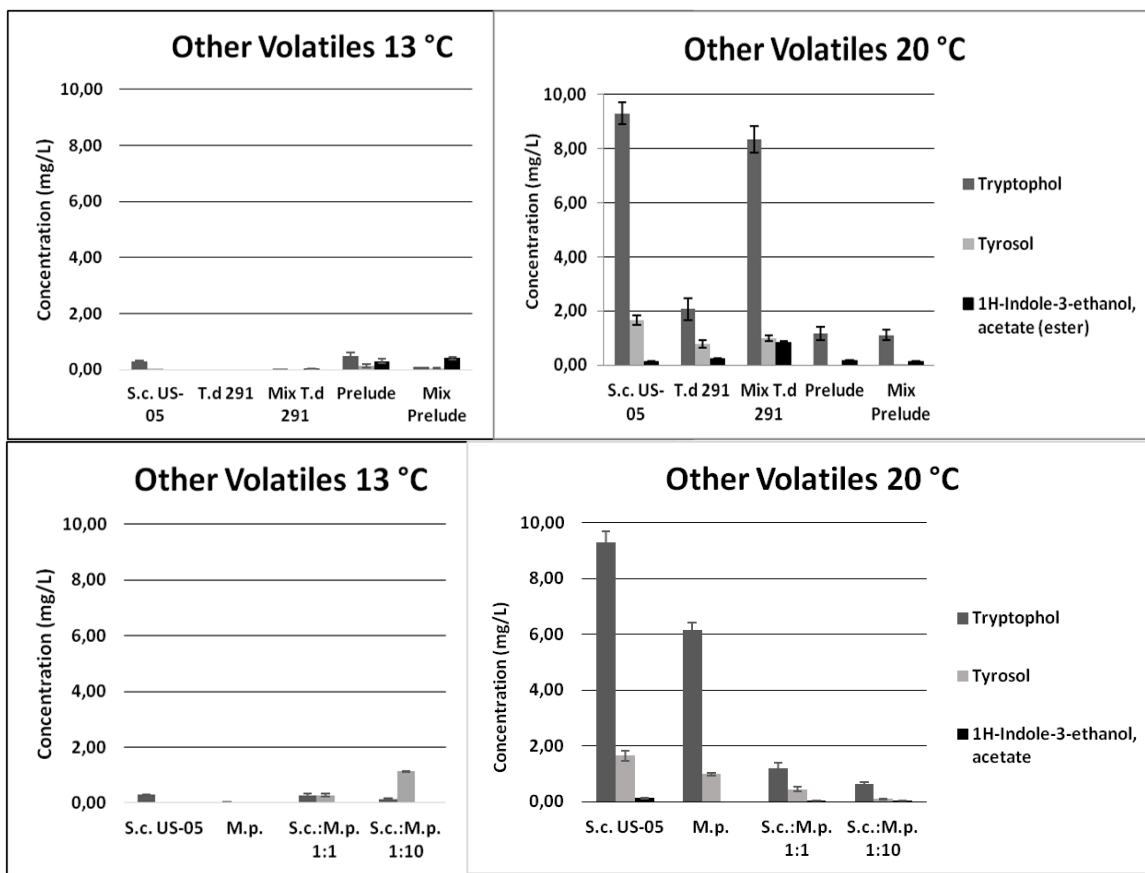 Other Volatiles 13 °C
Concentration (mg/L)
10,00
8,00
6,00
4,00
2,00
0,00
S.c. US-
05
T.d 291
Mix T.d
291
Prelude
Mix
Prelude
Other Volatiles 20 °C
Concentration (mg/L)
10,00
8,00
6,00
4,00
2,00
0,00
S.c. US-
05
T.d 291
Mix T.d
291
Prelude
Mix
Prelude
Tryptophol
Tyrosol
1H-Indole-3-ethanol,
acetate (ester)
Other Volatiles 13 °C
Concentration (mg/L)
10,00
8,00
6,00
4,00
2,00
0,00
S.c. US-05
M.p.
S.c.:M.p.
1:1
S.c.:M.p.
1:10
Other Volatiles 20 °C
Concentration (mg/L)
10,00
8,00
6,00
4,00
2,00
0,00
S.c. US-05
M.p.
S.c.:M.p.
1:1
S.c.:M.p.
1:10
Tryptophol
Tyrosol
1H-Indole-3-ethanol,
acetate